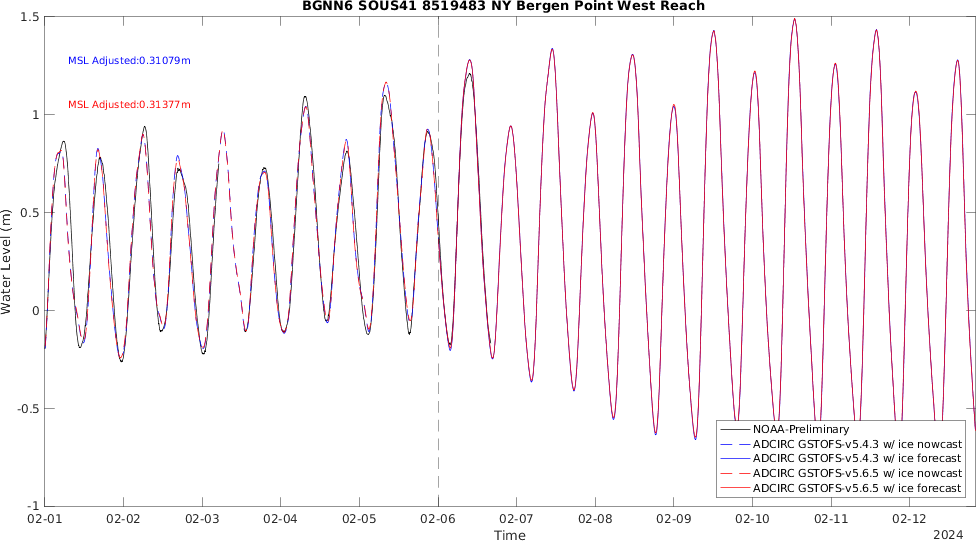 BGNN6 SOUS41 8519483 NY Bergen Point West Reach
MSL Adjusted:0.31079m
MSL Adjusted:0.31377m
Water Level (m)
1.5
1
0.5
0
-0.5
-1
NOAA-Preliminary
ADCIRC GSTOFS-v5.4.3 w/ ice nowcast
ADCIRC GSTOFS-v5.4.3 w/ ice forecast
ADCIRC GSTOFS-v5.6.5 w/ ice nowcast
ADCIRC GSTOFS-v5.6.5 w/ ice forecast
02-01 02-02 02-03 02-04 02-05 02-06 02-07 02-08 02-09 02-10 02-11 02-12
Time
2024